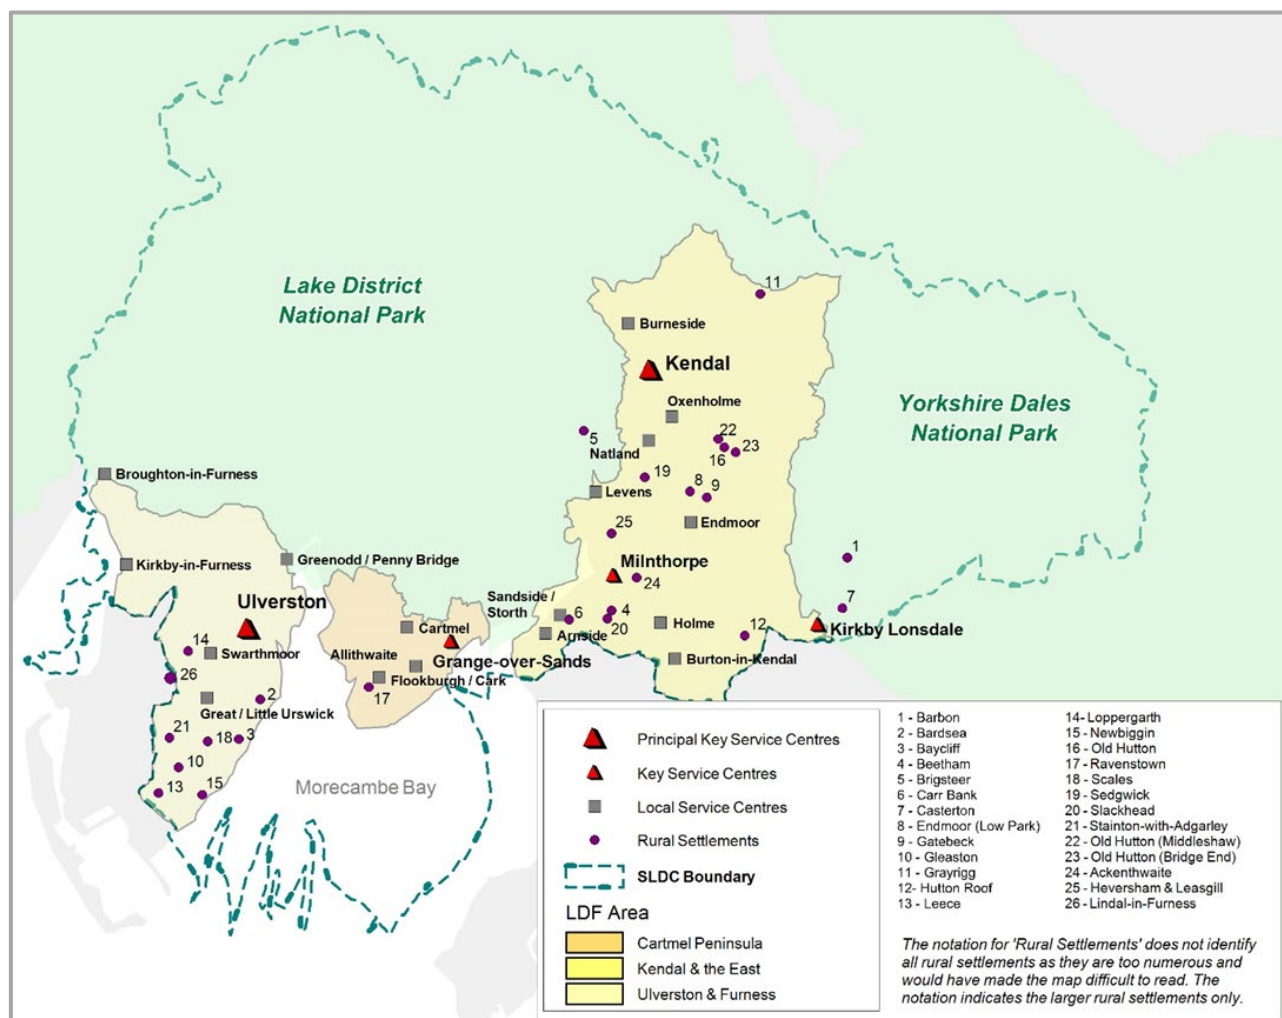 Lake District
National Park
11
Burneside
Kendal
Oxenholme
Yorkshire Dales
National Park
5
Natland
22
16
23
Broughton-in-Furness
19
8
9
Levens
Endmoor
25
Kirkby-in-Furness
Greenodd / Penny Bridge
Milnthorpe
24
1
Ulverston
Sandside /
Storth
6
4
20
Arnside
Holme
12
7
Kirkby Lonsdale
Cartmel
14
Swarthmoor
Allithwaite
Grange-over-Sands
Burton-in-Kendal
26
Flookburgh / Cark
17
2
Great / Little Urswick
21
18
3
10
13
15
Morecambe Bay
Principal Key Service Centres
Key Service Centres
Local Service Centres
Rural Settlements
SLDC Boundary
LDF Area
Cartmel Peninsula
Kendal & the East
Ulverston & Furness
1 - Barbon
2 - Bardsea
3 - Baycliff
4 - Beetham
5 - Brigsteer
6 - Carr Bank
7 - Casterton
8 - Endmoor (Low Park)
9 - Gatebeck
10 - Gleaston
11 - Grayrigg
12- Hutton Roof
13 - Leece
14- Loppergarth
15 - Newbiggin
16 - Old Hutton
17 - Ravenstown
18 - Scales
19 - Sedgwick
20 - Slackhead
21 - Stainton-with-Adgarley
22 - Old Hutton (Middleshaw)
23 - Old Hutton (Bridge End)
24 - Ackenthwaite
25 - Heversham & Leasgill
26 - Lindal-in-Furness
The notation for 'Rural Settlements' does not identify
all rural settlements as they are too numerous and
would have made the map difficult to read. The
notation indicates the larger rural settlements only.